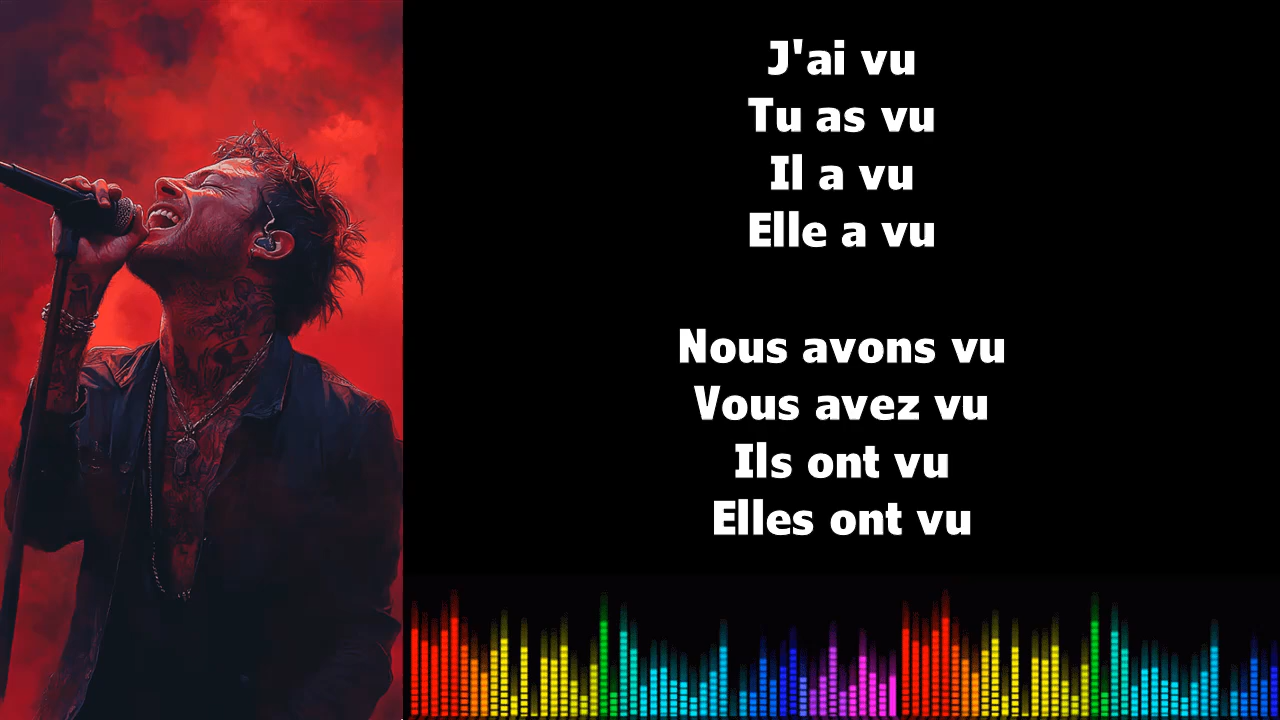 J'ai vu
Tu as vu
Il a vu
Elle a vu
Nous avons vu
Vous avez vu
Ils ont vu
Elles ont vu